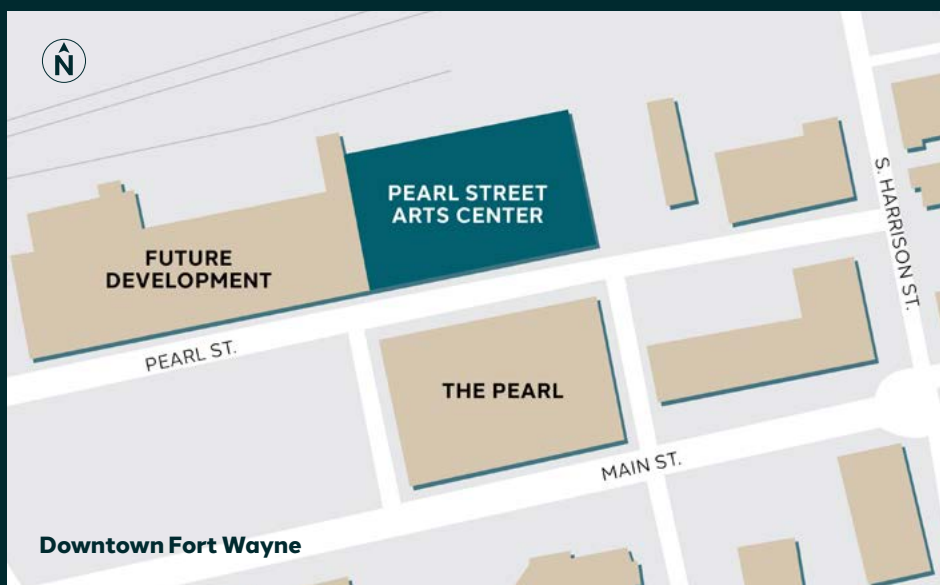 N
PEARL STREET
ARTS CENTER
FUTURE
DEVELOPMENT
S. HARRISON ST.
PEARL ST.
THE PEARL
MAIN ST.
Downtown Fort Wayne